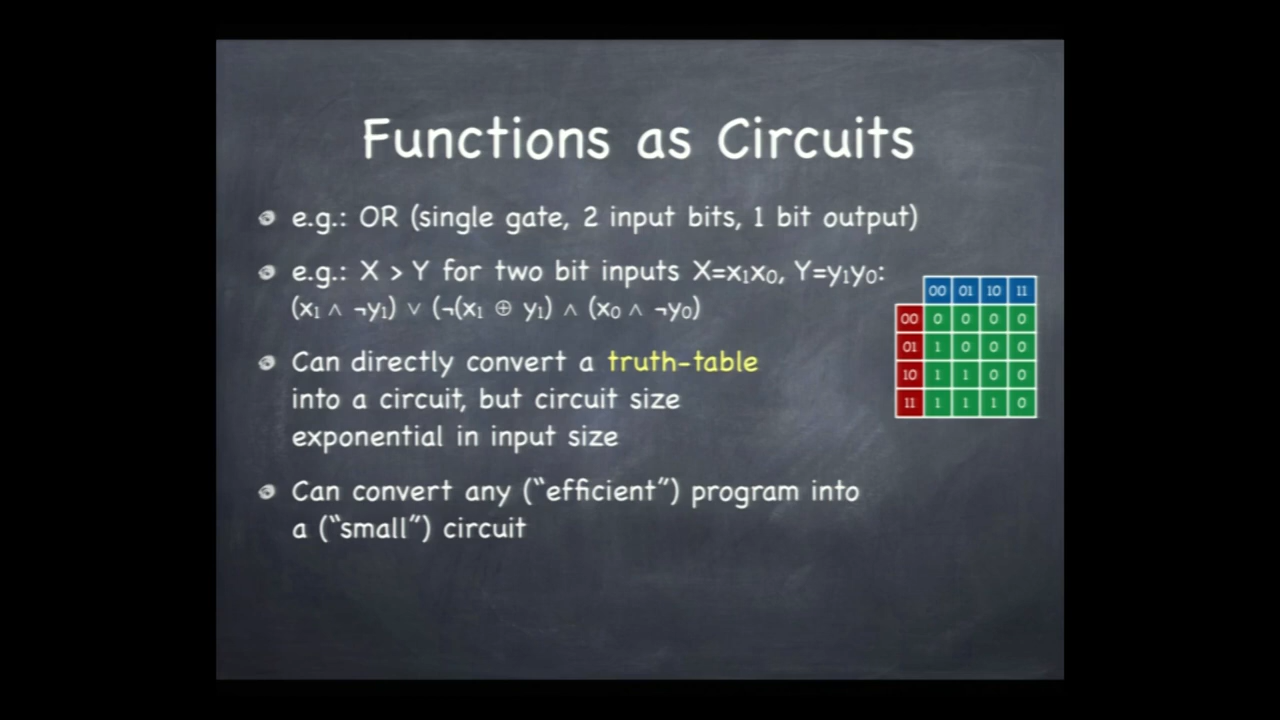 Functions as Circuits
e.g.: OR (single gate, 2 input bits, 1 bit output)
e.g.: X > Y for two bit inputs X=x₁x₀, Y=y₁y₀:
(x₁ ∧ ¬y₁) ∨ (¬(x₁ ⊕ y₁) ∧ (x₀ ∧ ¬y₀)
Can directly convert a truth-table
into a circuit, but circuit size
exponential in input size
Can convert any (“efficient”) program into
a (“small”) circuit
00 01 10 11
00 0 0 0 0
01 1 0 0 0
10 1 1 0 0
11 1 1 1 0